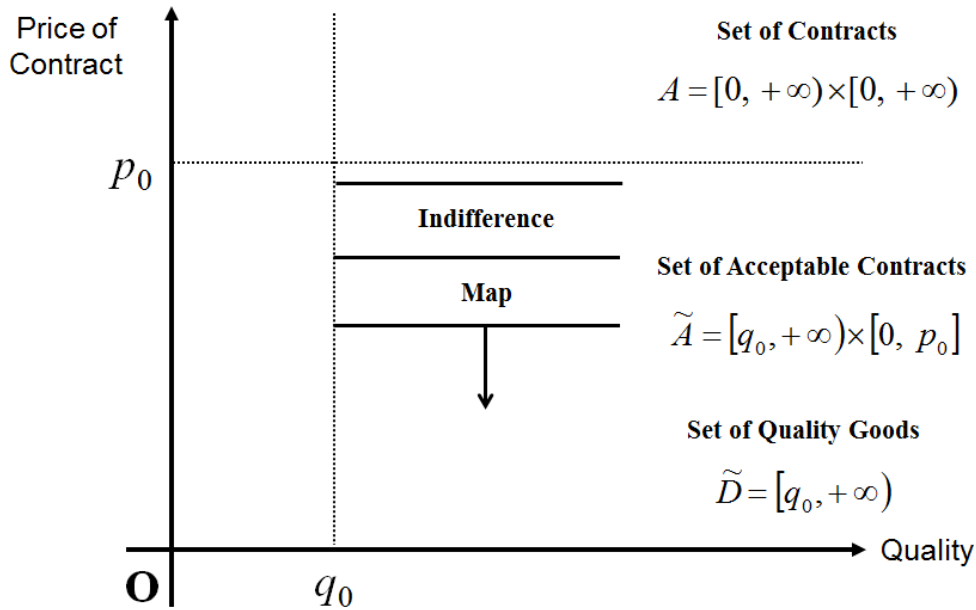 Price of
Contract
Set of Contracts
A = [0, +∞)×[0, +∞)
p₀
Indifference
Map
Set of Acceptable Contracts
Ã = [q₀, +∞)×[0, p₀]
Set of Quality Goods
D̃ = [q₀, +∞)
Quality
O
q₀